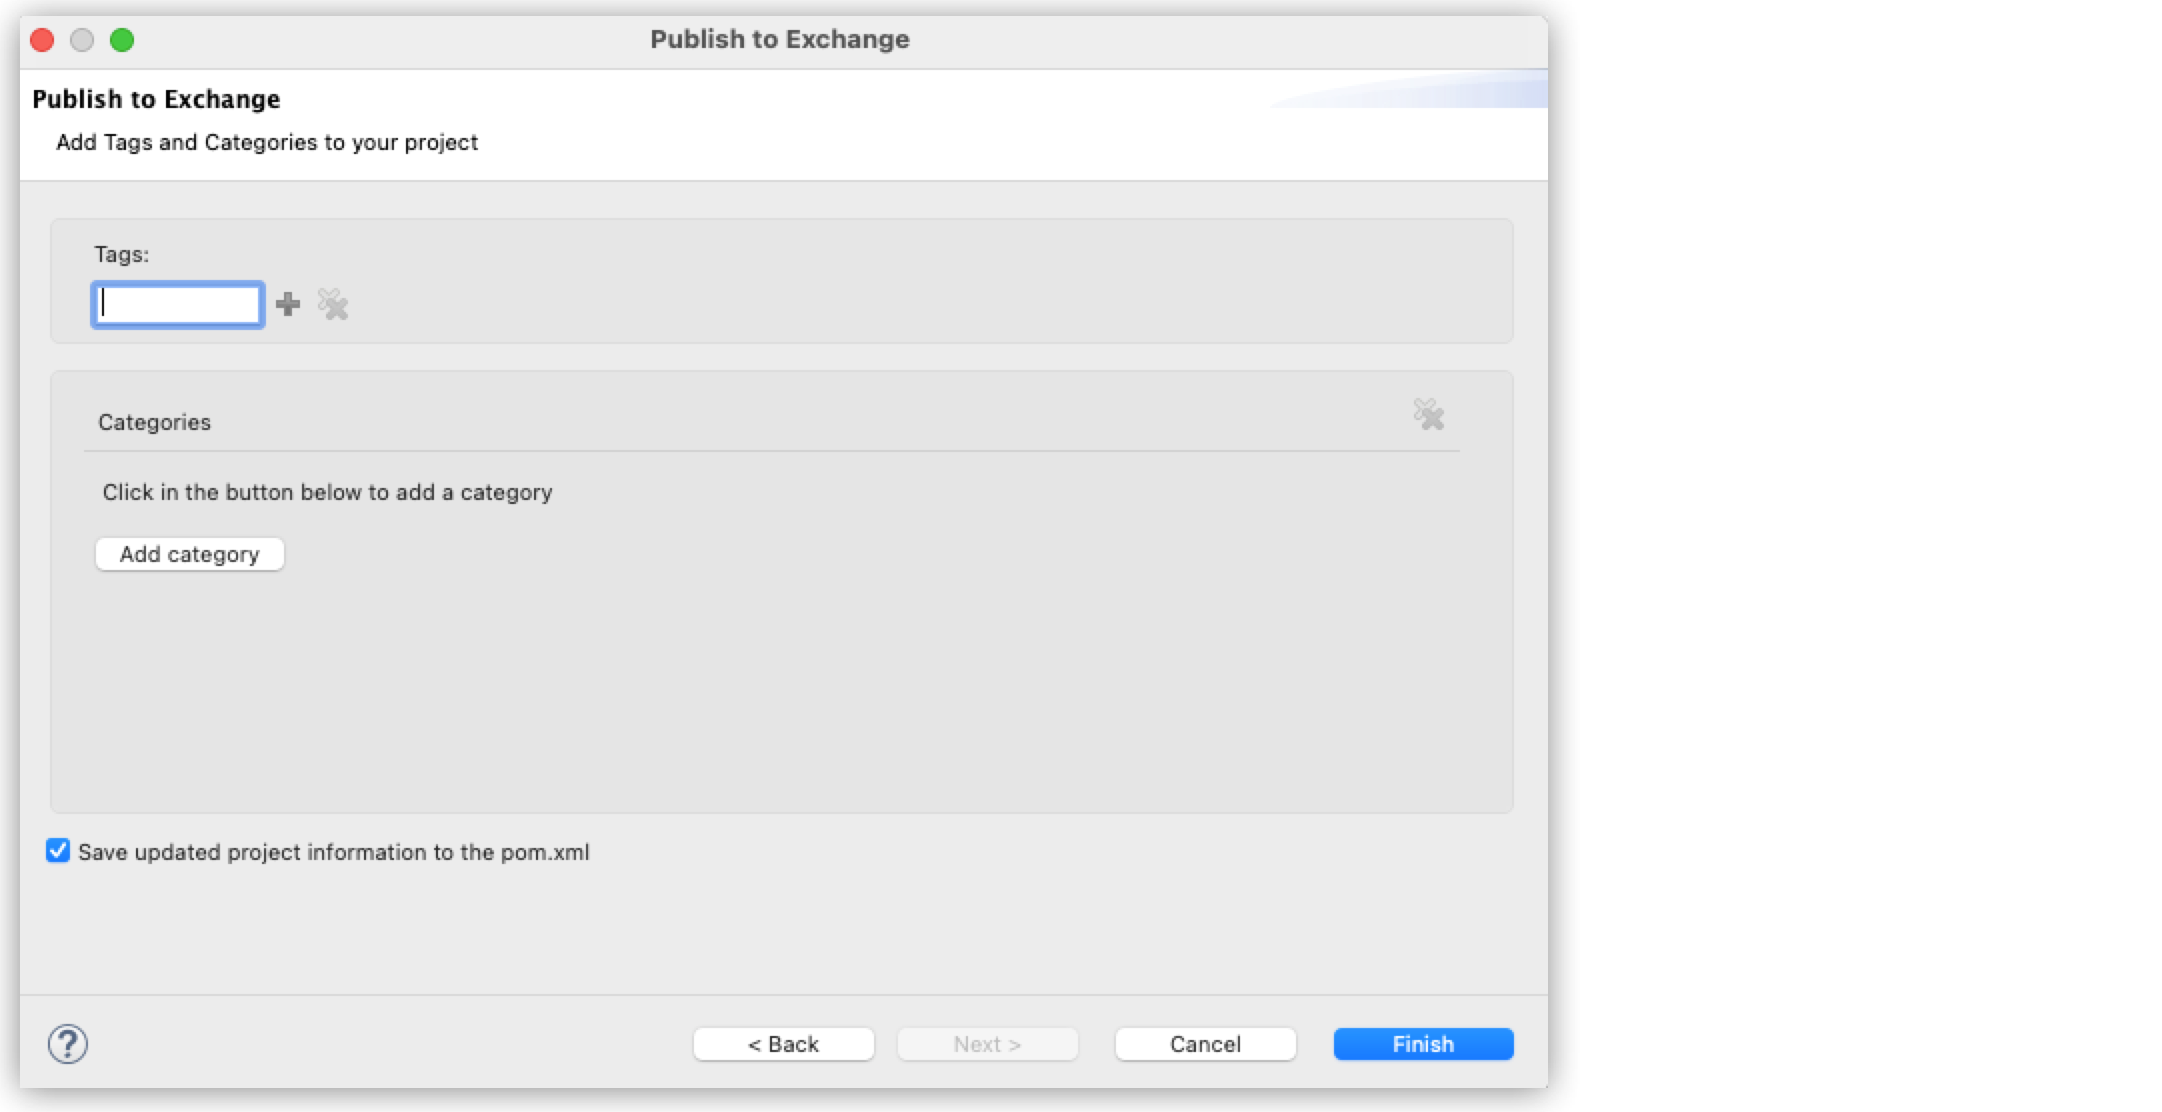 Publish to Exchange
Publish to Exchange
Add Tags and Categories to your project
Tags:
Categories
Click in the button below to add a category
Add category
Save updated project information to the pom.xml
?
< Back
Next >
Cancel
Finish